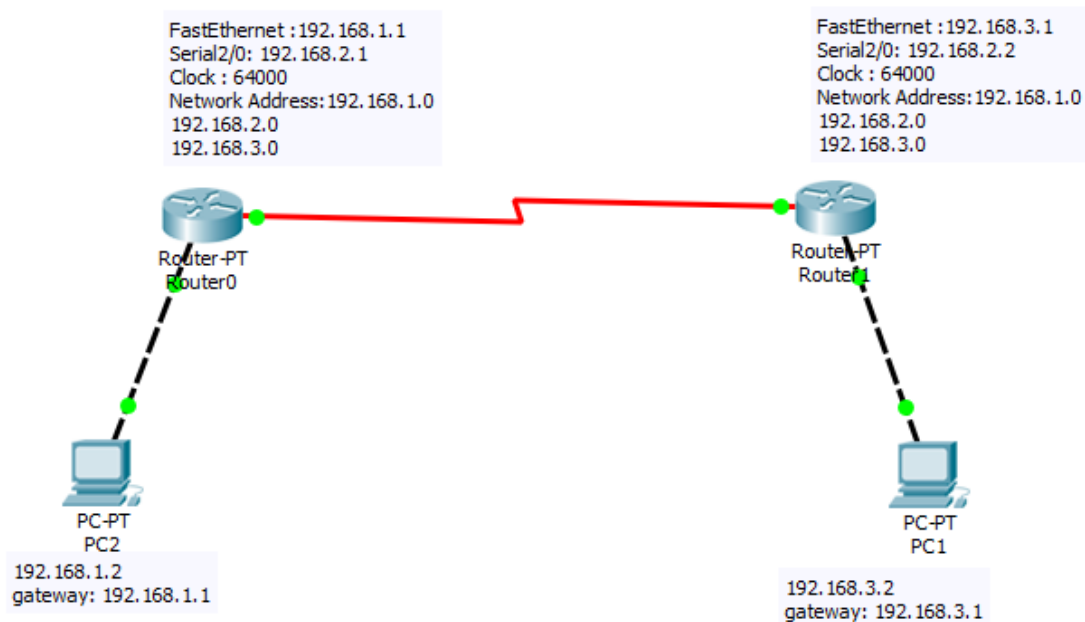 FastEthernet :192.168.1.1
Serial2/0: 192.168.2.1
Clock : 64000
Network Address:192.168.1.0
192.168.2.0
192.168.3.0
FastEthernet :192.168.3.1
Serial2/0: 192.168.2.2
Clock : 64000
Network Address:192.168.1.0
192.168.2.0
192.168.3.0
Router-PT
Router0
Router-PT
Router1
PC-PT
PC2
192.168.1.2
gateway: 192.168.1.1
PC-PT
PC1
192.168.3.2
gateway: 192.168.3.1